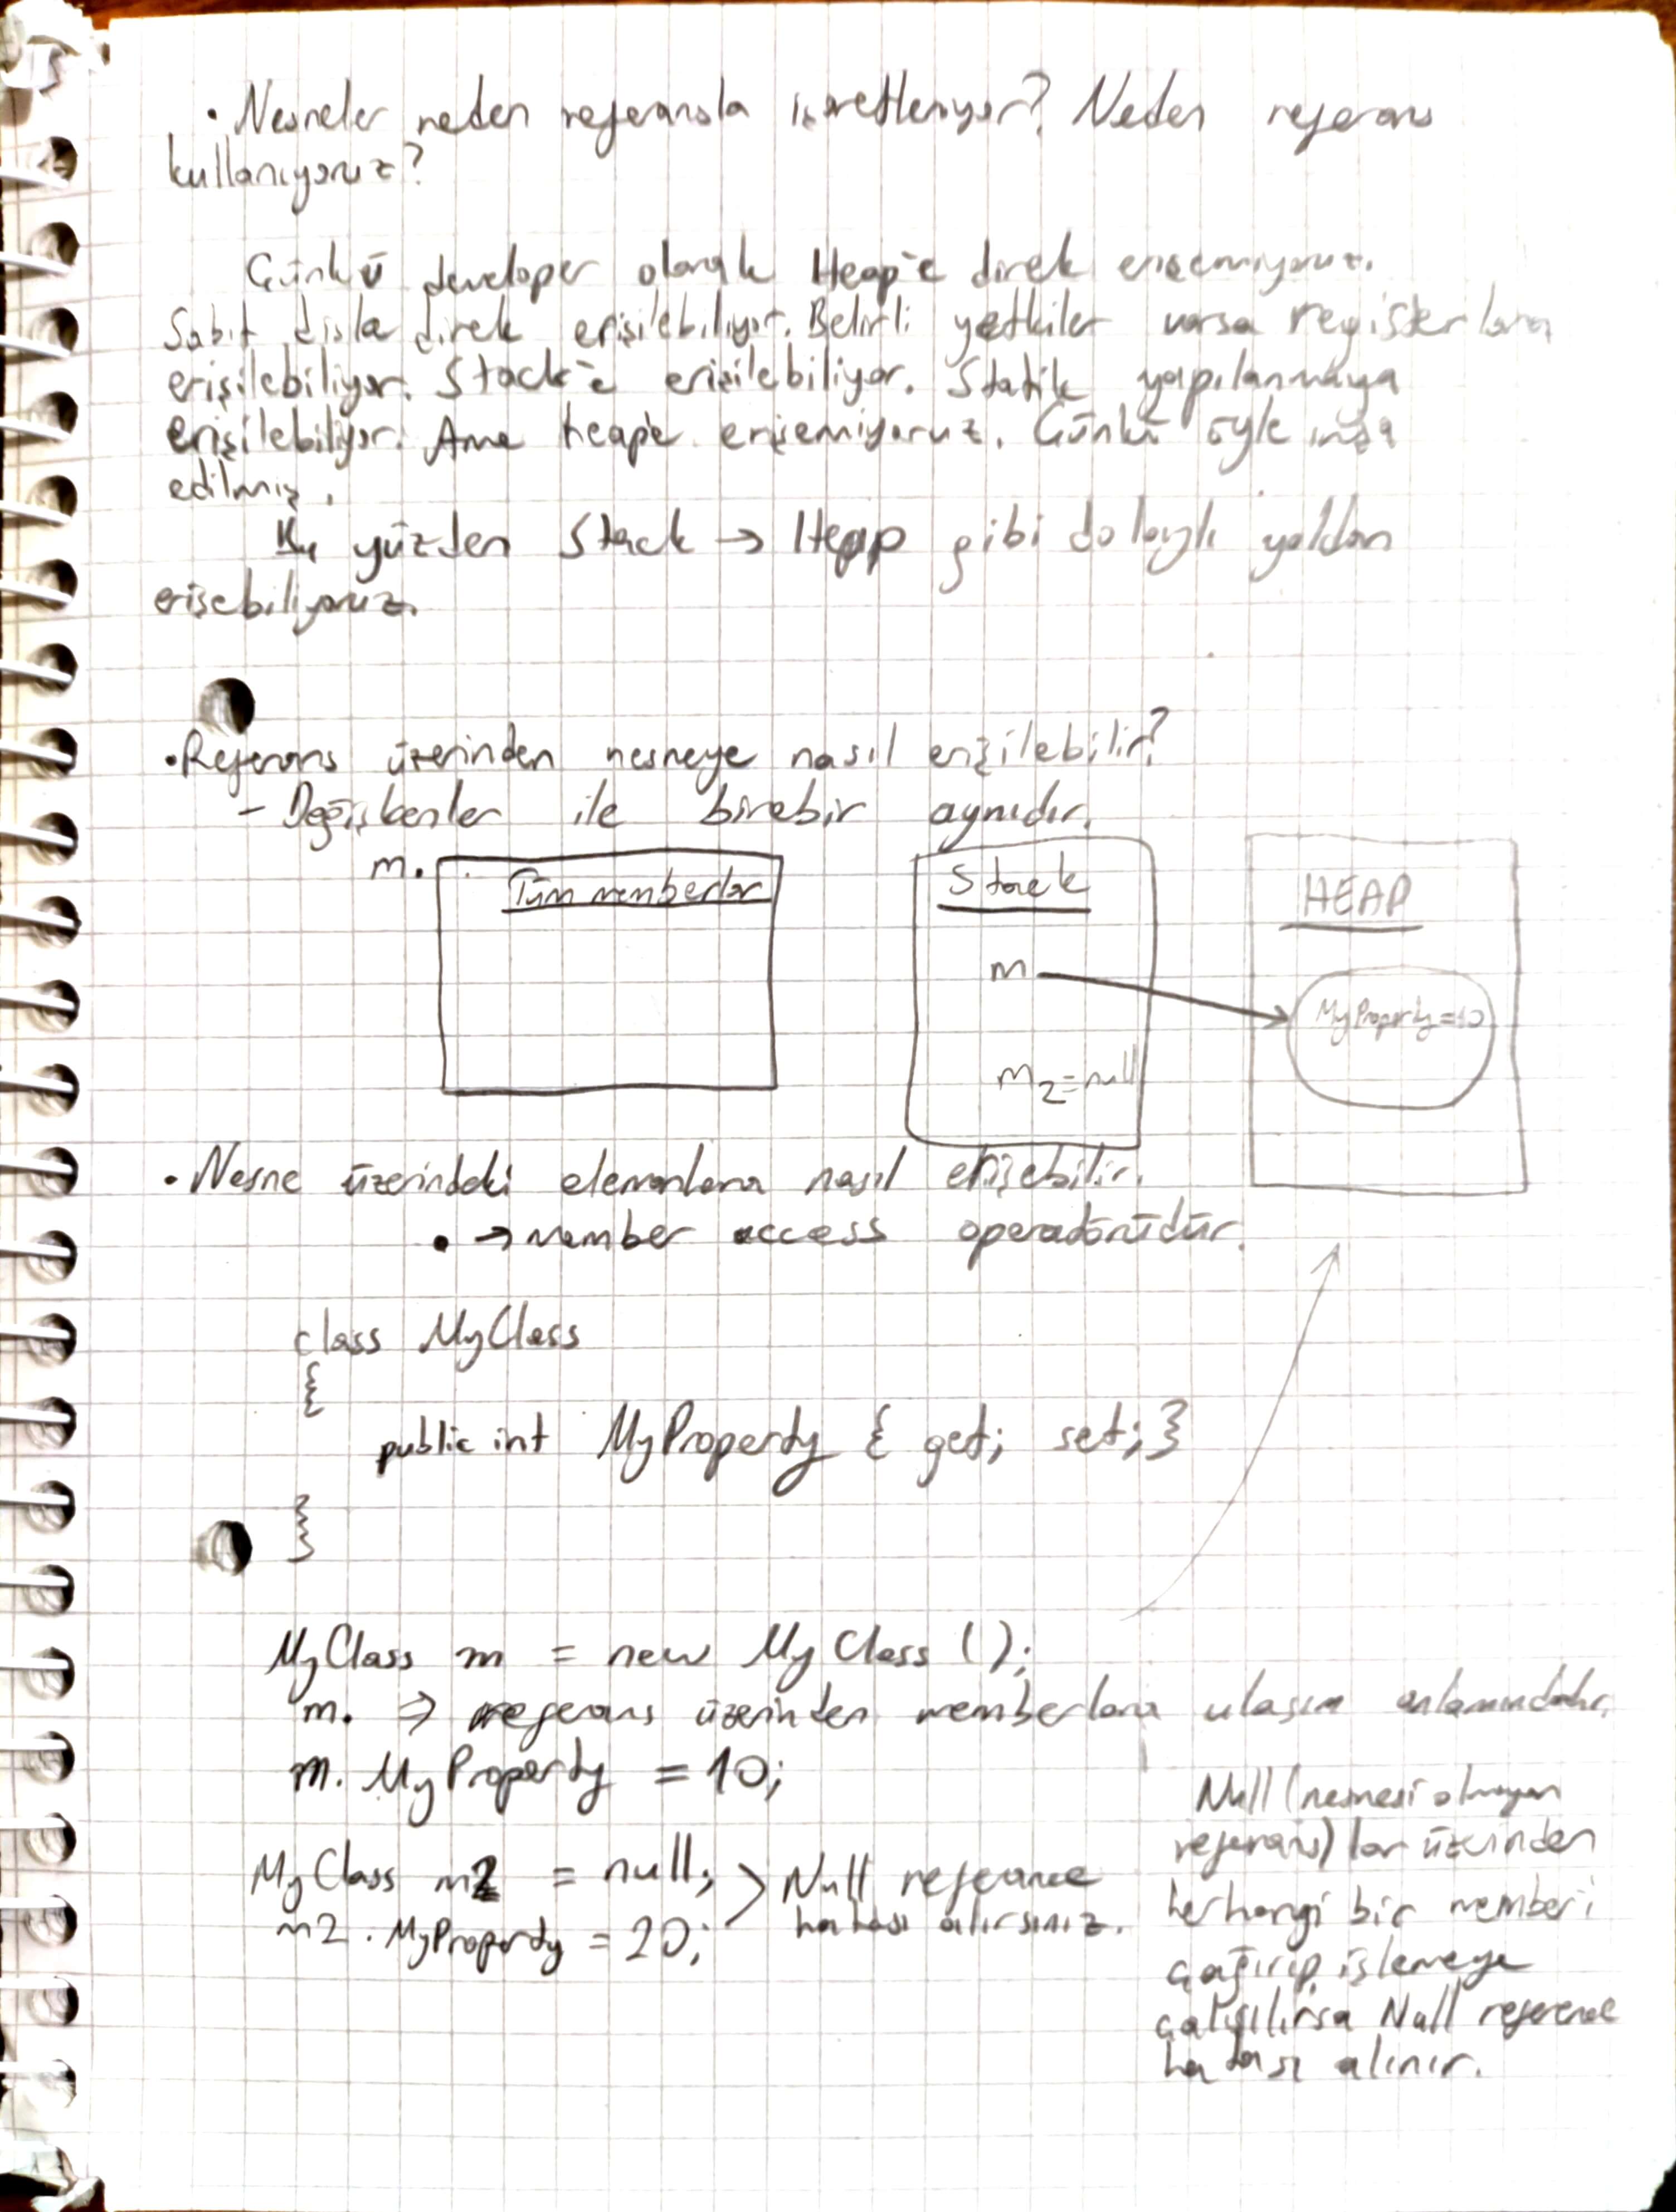 • Nesneler neden referansla işaretleniyor? Neden referans
kullanıyoruz?
Çünkü developer olarak Heap'e direk erişemiyoruz.
Sabit diske direk erişilebiliyor. Belirli yetkiler varsa registerlara
erişilebiliyor. Stack'e erişilebiliyor. Statik yapılanmaya
erişilebiliyor. Ama heape erişemiyoruz. Çünkü öyle inşa
edilmiş.
Bu yüzden Stack → Heap gibi dolaylı yoldan
erişebiliyoruz.
• Referans üzerinden nesneye nasıl erişilebilir?
- Değişkenler ile birebir aynıdır.
m.
Tüm memberlar
Stack
m
m2=null
HEAP
MyProperty=10
• Nesne üzerindeki elemanlara nasıl erişebilir.
• → member access operatörüdür.
class MyClass
{
public int MyProperty { get; set; }
}
MyClass m = new MyClass ();
m. ⇒ referans üzerinden memberlara ulaşım anlamındadır.
m. MyProperty = 10;
MyClass m2 = null; > Null referance
m2. MyProperty = 20; hatası alırsınız.
Null (nesnesi olmayan
referans) lar üzerinden
herhangi bir member'i
çağırıp işlemeye
çalışılırsa Null reference
hatası alınır.